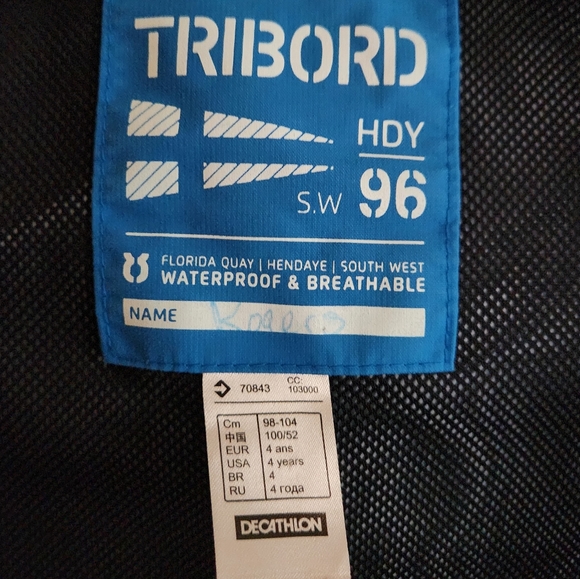 TRIBORD
HDY
S.W 96
FLORIDA QUAY | HENDAYE | SOUTH WEST
WATERPROOF & BREATHABLE
NAME
70843 CC: 103000
Cm 98-104
中国 100/52
EUR 4 ans
USA 4 years
BR 4
RU 4 года
DECATHLON